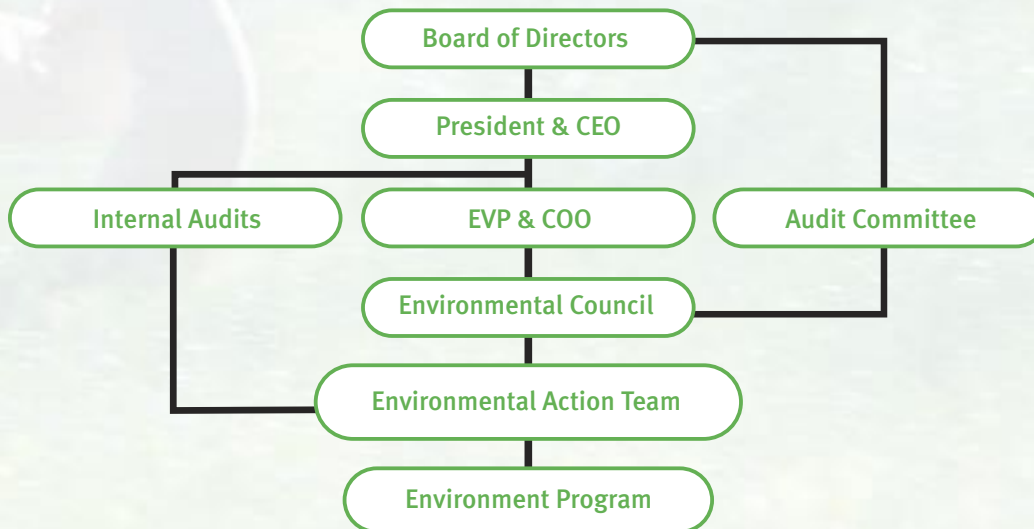 Board of Directors
President & CEO
Internal Audits
EVP & COO
Audit Committee
Environmental Council
Environmental Action Team
Environment Program